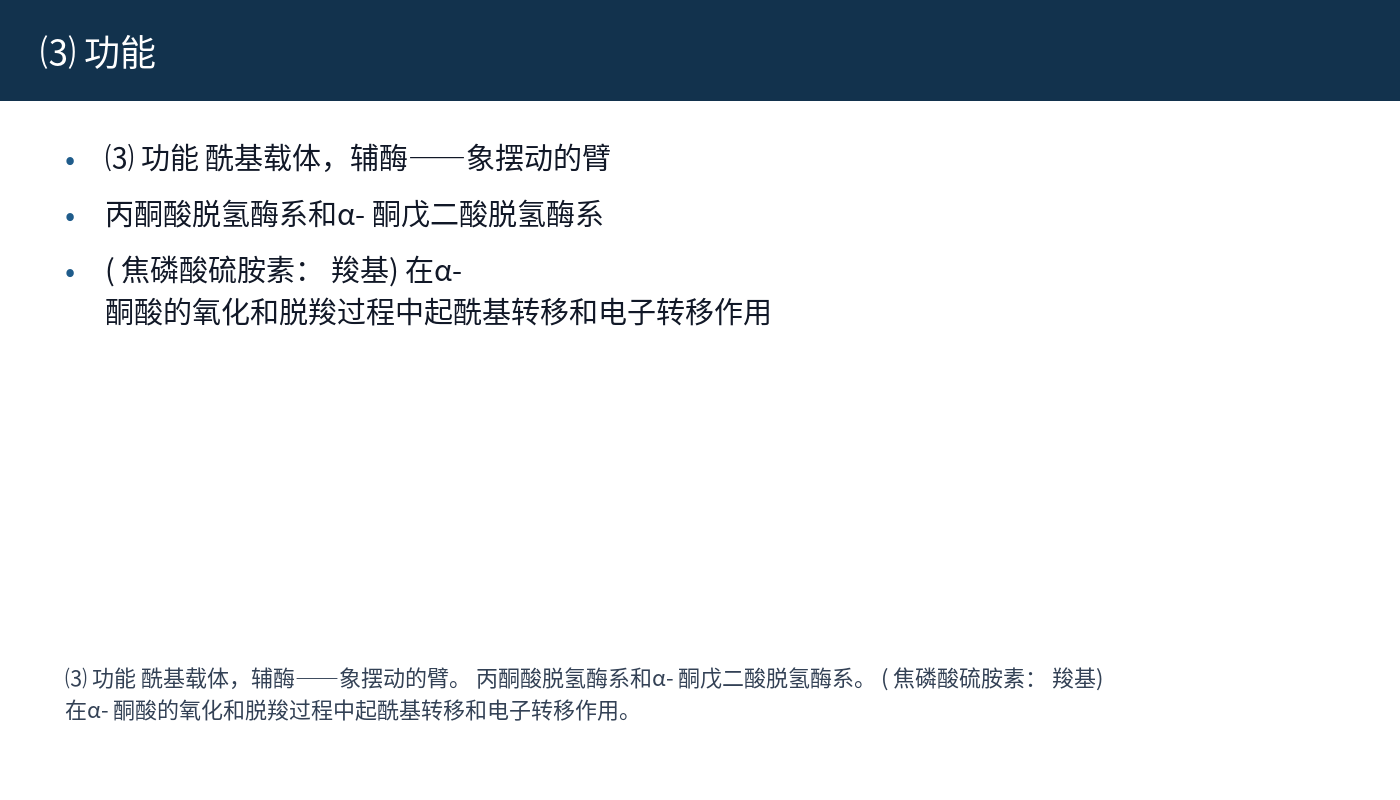 ⑶ 功能
• ⑶ 功能 酰基载体，辅酶——象摆动的臂
• 丙酮酸脱氢酶系和α- 酮戊二酸脱氢酶系
• ( 焦磷酸硫胺素： 羧基) 在α-
酮酸的氧化和脱羧过程中起酰基转移和电子转移作用
⑶ 功能 酰基载体，辅酶——象摆动的臂。 丙酮酸脱氢酶系和α- 酮戊二酸脱氢酶系。 ( 焦磷酸硫胺素： 羧基)
在α- 酮酸的氧化和脱羧过程中起酰基转移和电子转移作用。